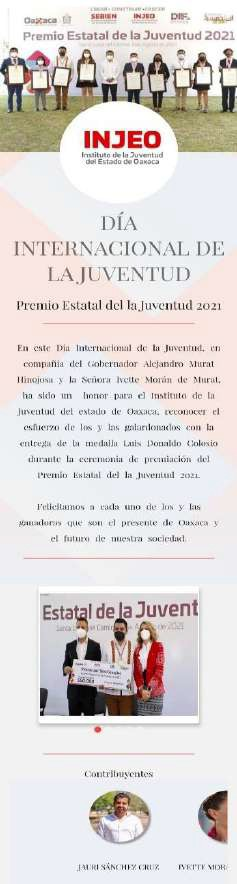 Oaxaca
SEBIEN
INJEO
DIF
Premio Estatal de la Juventud 2021
INJEO
Instituto de la Juventud
del Estado de Oaxaca
DÍA
INTERNACIONAL DE
LA JUVENTUD
Premio Estatal del la Juventud 2021
En este Día Internacional de la Juventud, en
compañía del Gobernador Alejandro Murat
Hinojosa y la Señora Ivette Morán de Murat,
ha sido un honor para el Instituto de la
Juventud del estado de Oaxaca, reconocer el
esfuerzo de los y las galardonados con la
entrega de la medalla Luis Donaldo Colosio
durante la ceremonia de premiación del
Premio Estatal del la Juventud 2021.
Felicitamos a cada uno de los y las
ganadores que son el presente de Oaxaca y
el futuro de nuestra sociedad.
Estatal de la Juvent
de 2021
Contribuyentes
JAURI SÁNCHEZ CRUZ
IVETTE MOR